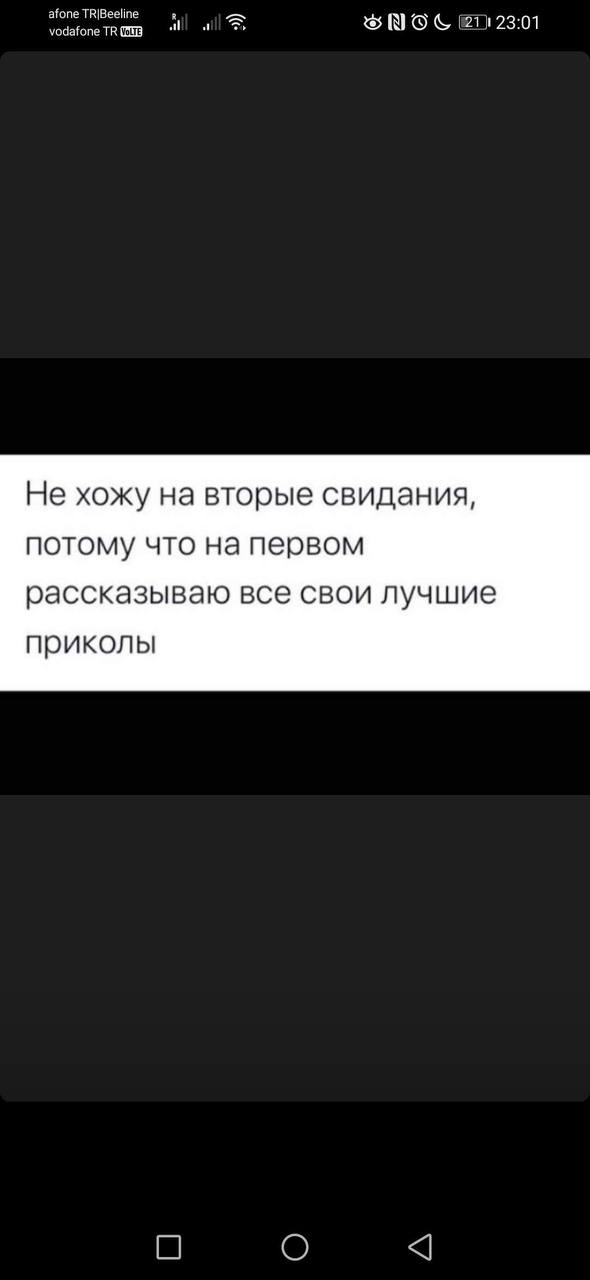 afone TR|Beeline
vodafone TR VoLTE
R
21 23:01
Не хожу на вторые свидания,
потому что на первом
рассказываю все свои лучшие
приколы